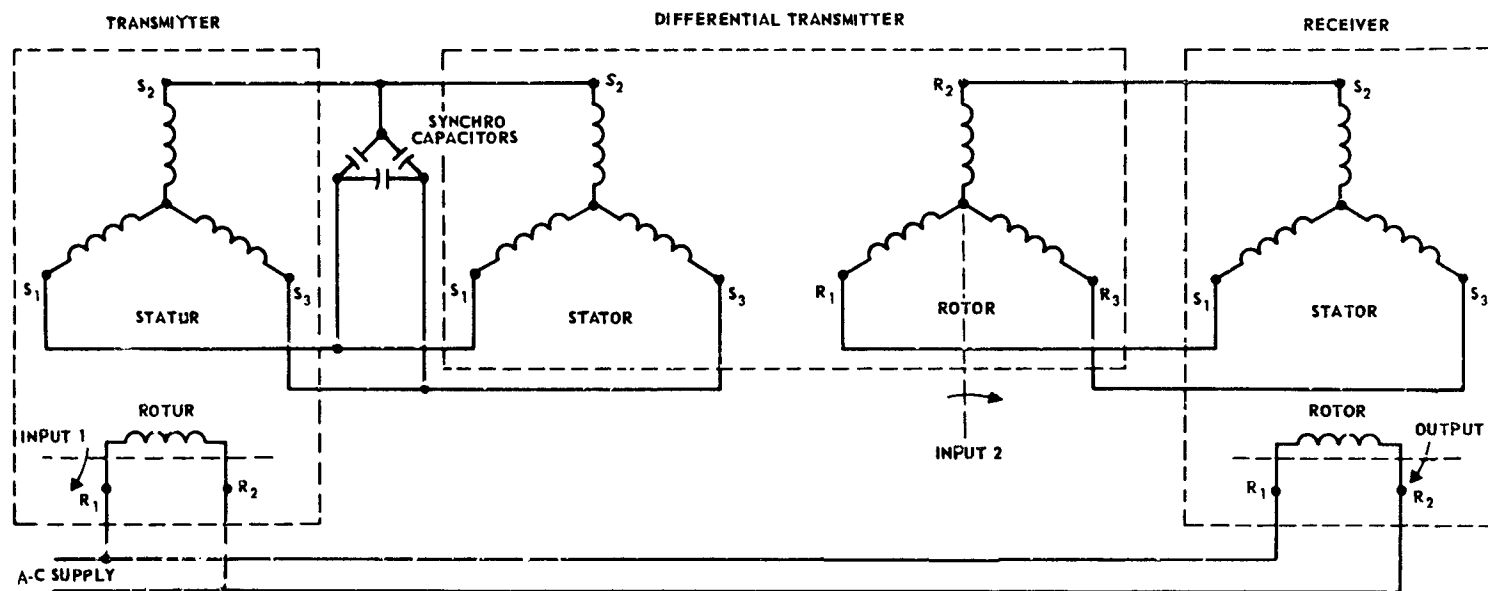 TRANSMITTER
DIFFERENTIAL TRANSMITTER
RECEIVER
S2
S2
R2
S2
SYNCHRO
CAPACITORS
S1
S3
STATUR
S1
S3
STATOR
R1
R3
ROTOR
S1
S3
STATOR
ROTUR
INPUT 1
R1
R2
INPUT 2
ROTOR
OUTPUT
R1
R2
A-C SUPPLY